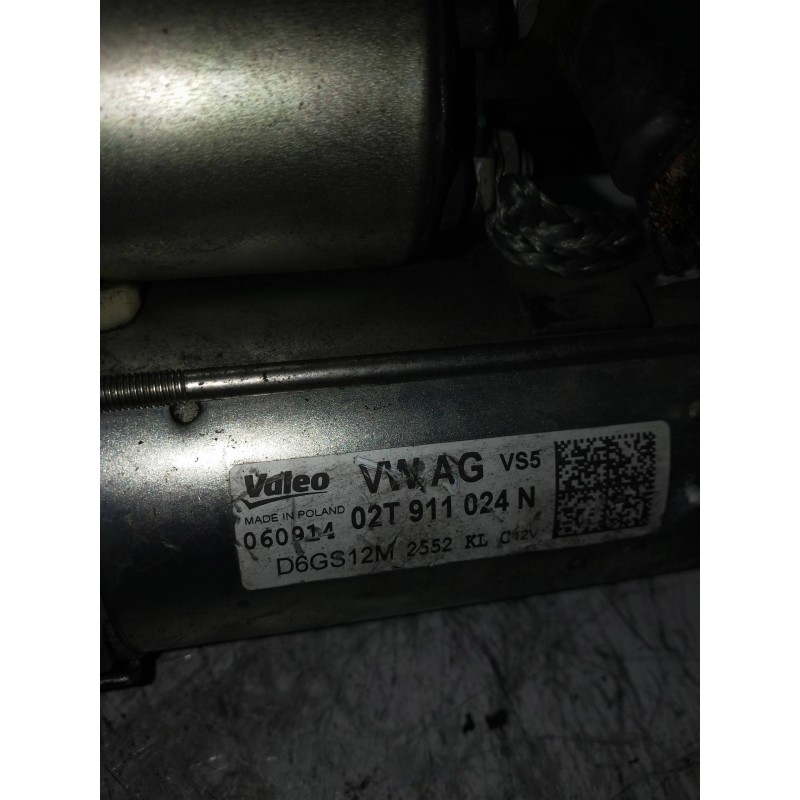 Valeo VW AG VS5
MADE IN POLAND
060914 02T 911 024 N
D6GS12M 2552 KL C 12V